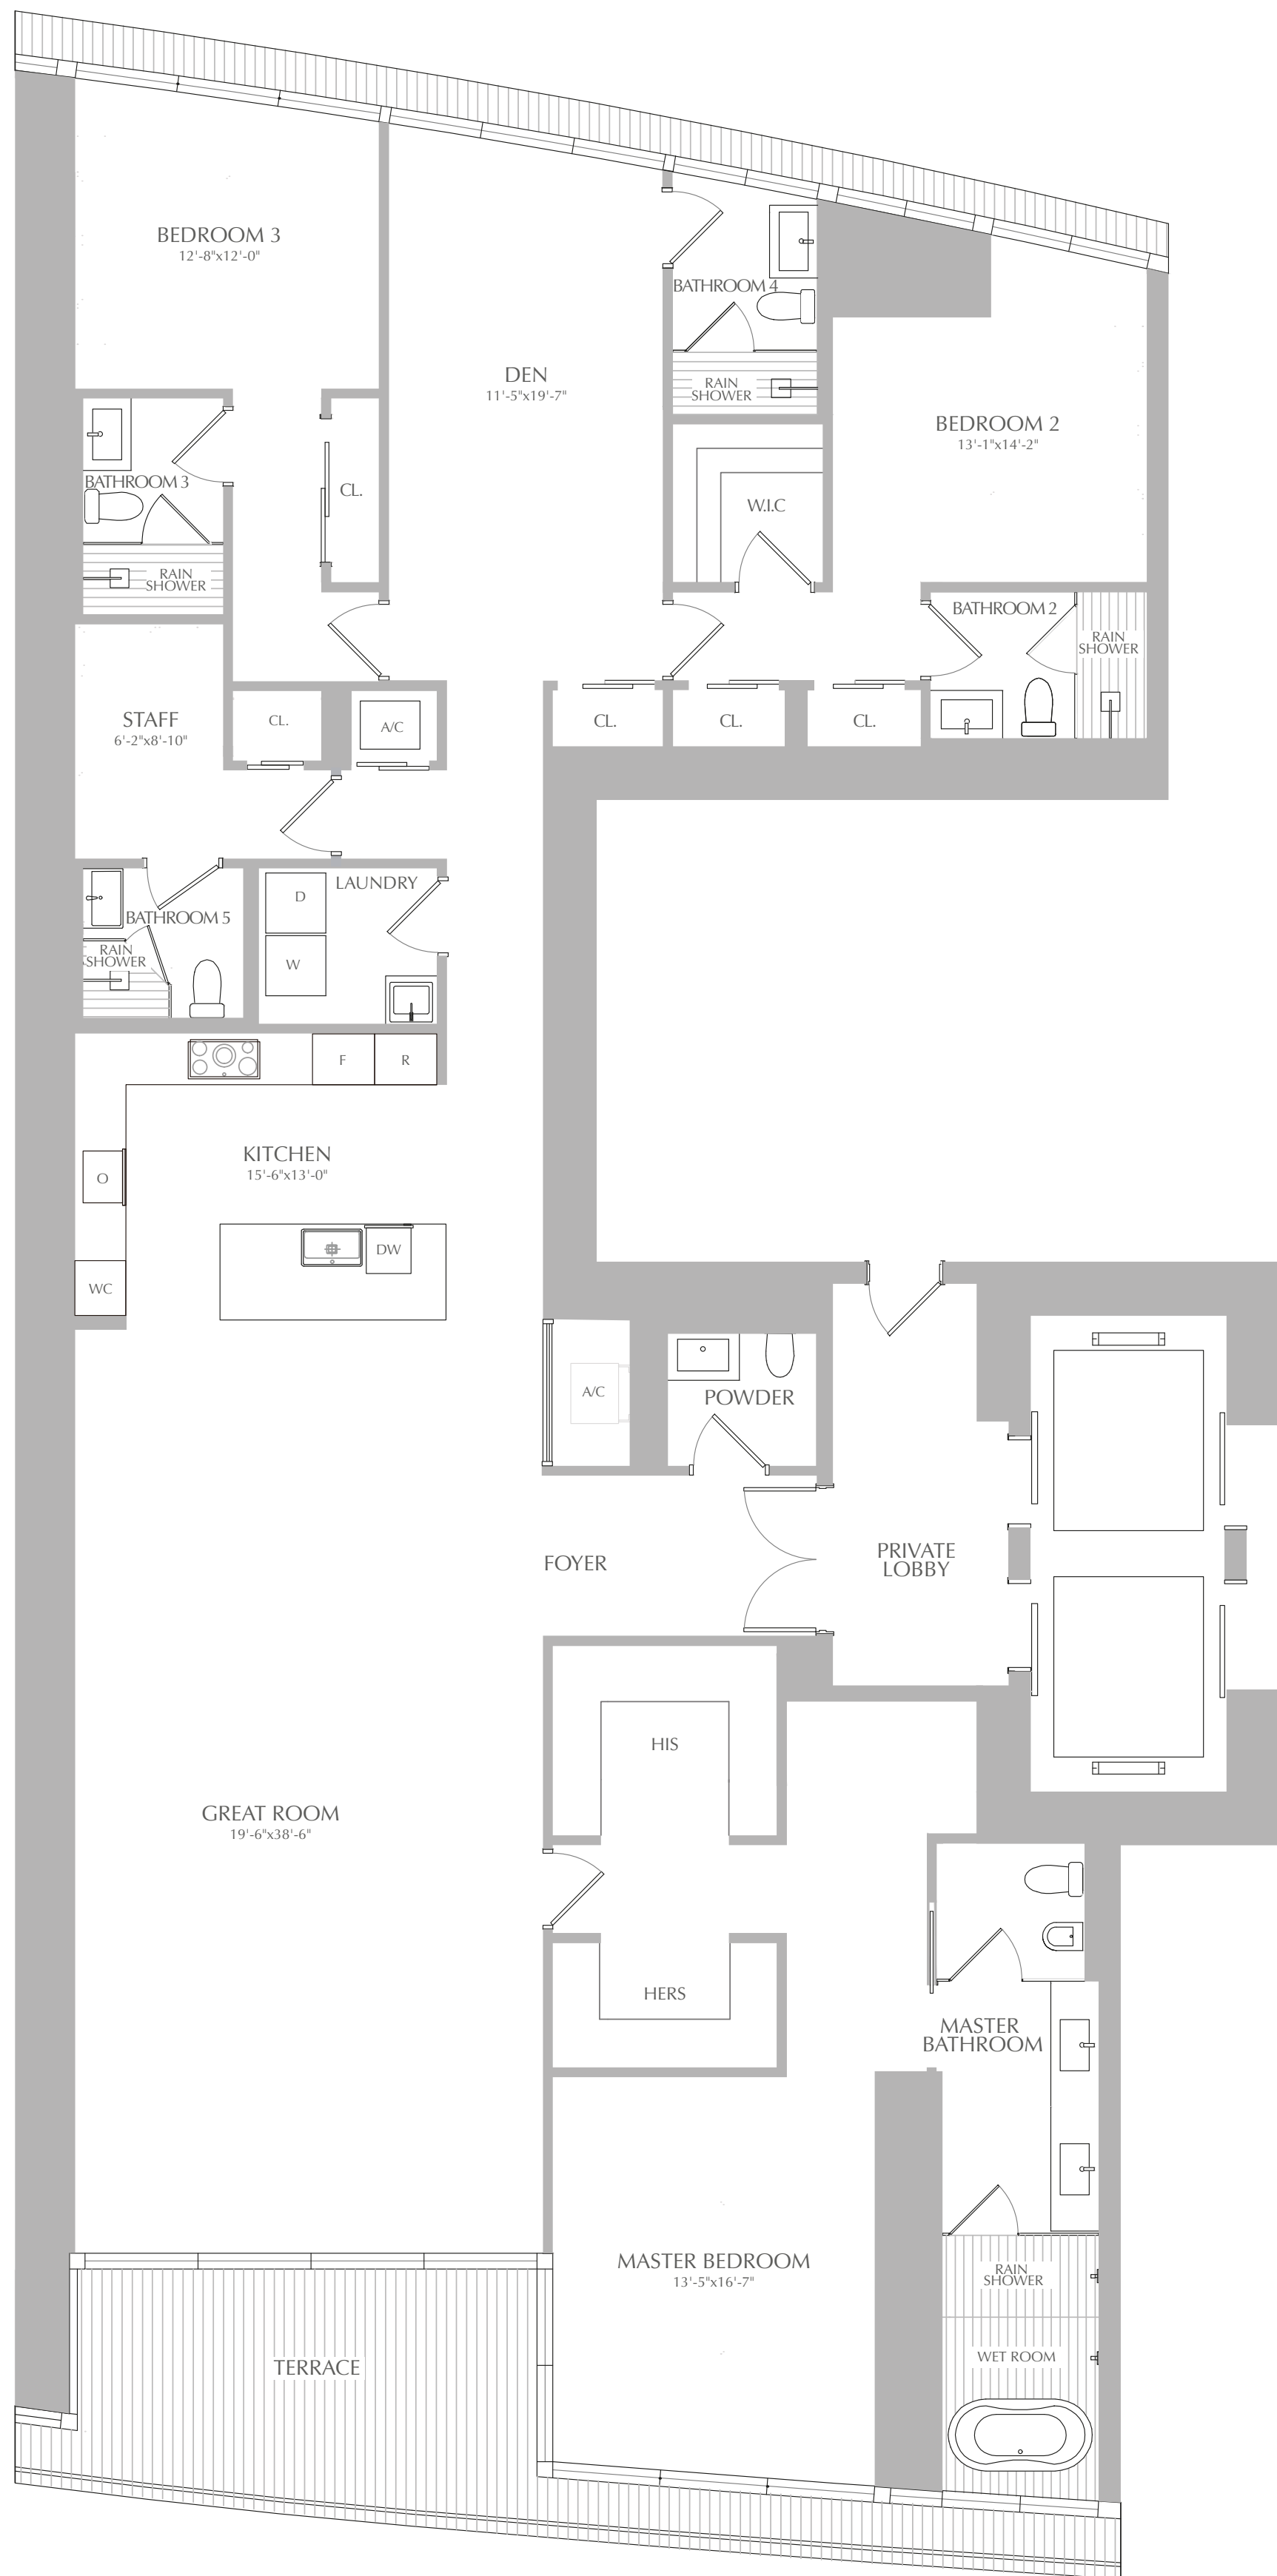 BEDROOM 3
12'-8"x12'-0"
BATHROOM 4
RAIN
SHOWER
DEN
11'-5"x19'-7"
BEDROOM 2
13'-1"x14'-2"
BATHROOM 3
CL.
W.I.C
RAIN
SHOWER
BATHROOM 2
RAIN
SHOWER
STAFF
6'-2"x8'-10"
CL.
A/C
CL.
CL.
CL.
LAUNDRY
D
BATHROOM 5
RAIN
SHOWER
W
F
R
KITCHEN
15'-6"x13'-0"
O
DW
WC
A/C
POWDER
FOYER
PRIVATE
LOBBY
HIS
GREAT ROOM
19'-6"x38'-6"
HERS
MASTER
BATHROOM
MASTER BEDROOM
13'-5"x16'-7"
RAIN
SHOWER
WET ROOM
TERRACE